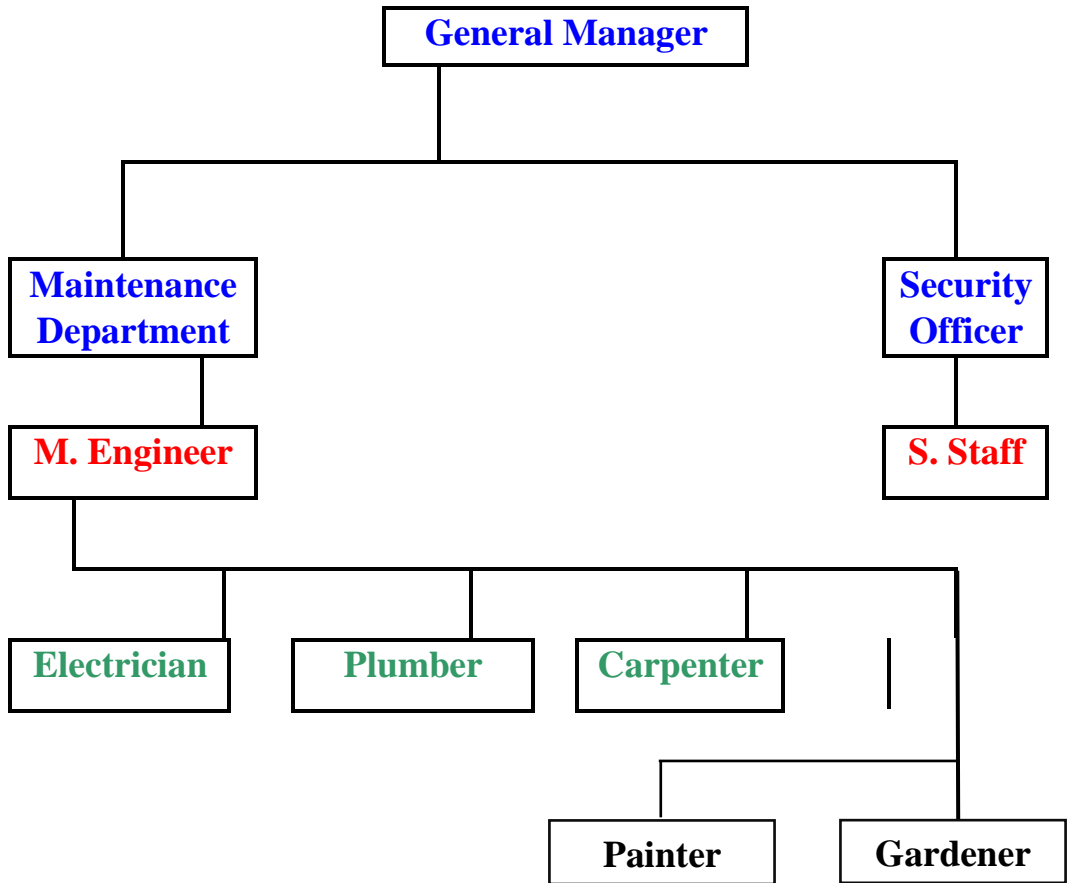 General Manager
Maintenance
Department
Security
Officer
M. Engineer
S. Staff
Electrician
Plumber
Carpenter
Painter
Gardener